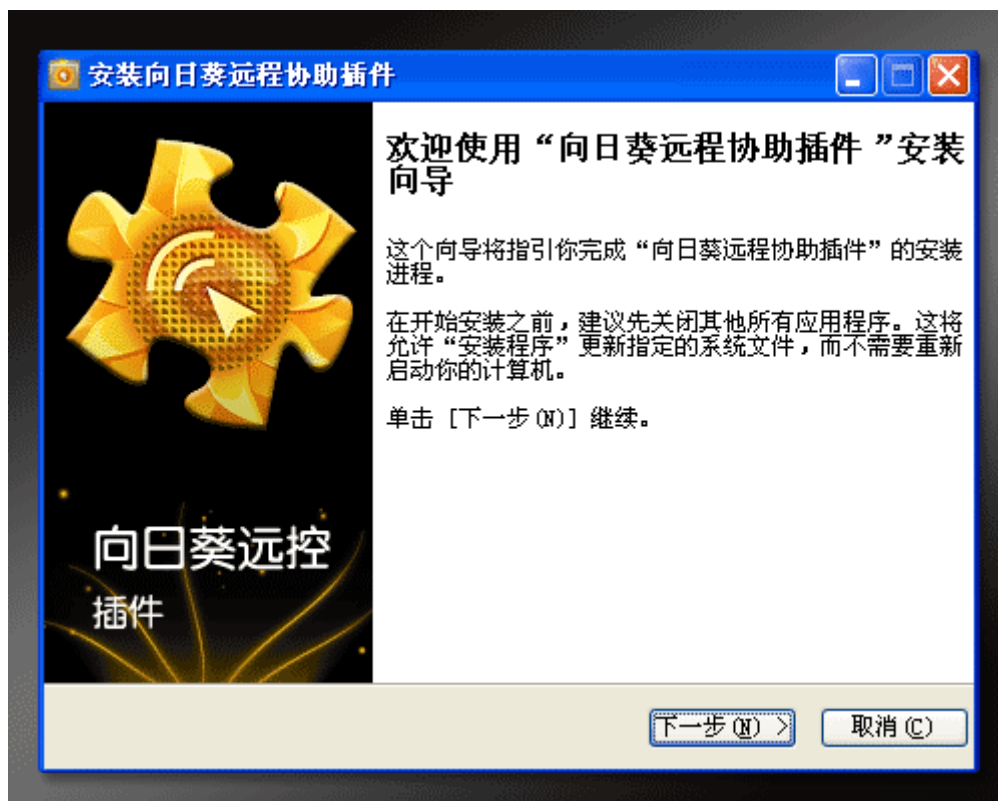 安装向日葵远程协助插件
欢迎使用“向日葵远程协助插件 ”安装
向导
这个向导将指引你完成“向日葵远程协助插件”的安装
进程。
在开始安装之前，建议先关闭其他所有应用程序。这将
允许“安装程序”更新指定的系统文件，而不需要重新
启动你的计算机。
单击 [下一步(N)] 继续。
向日葵远控
插件
下一步(N) >
取消(C)